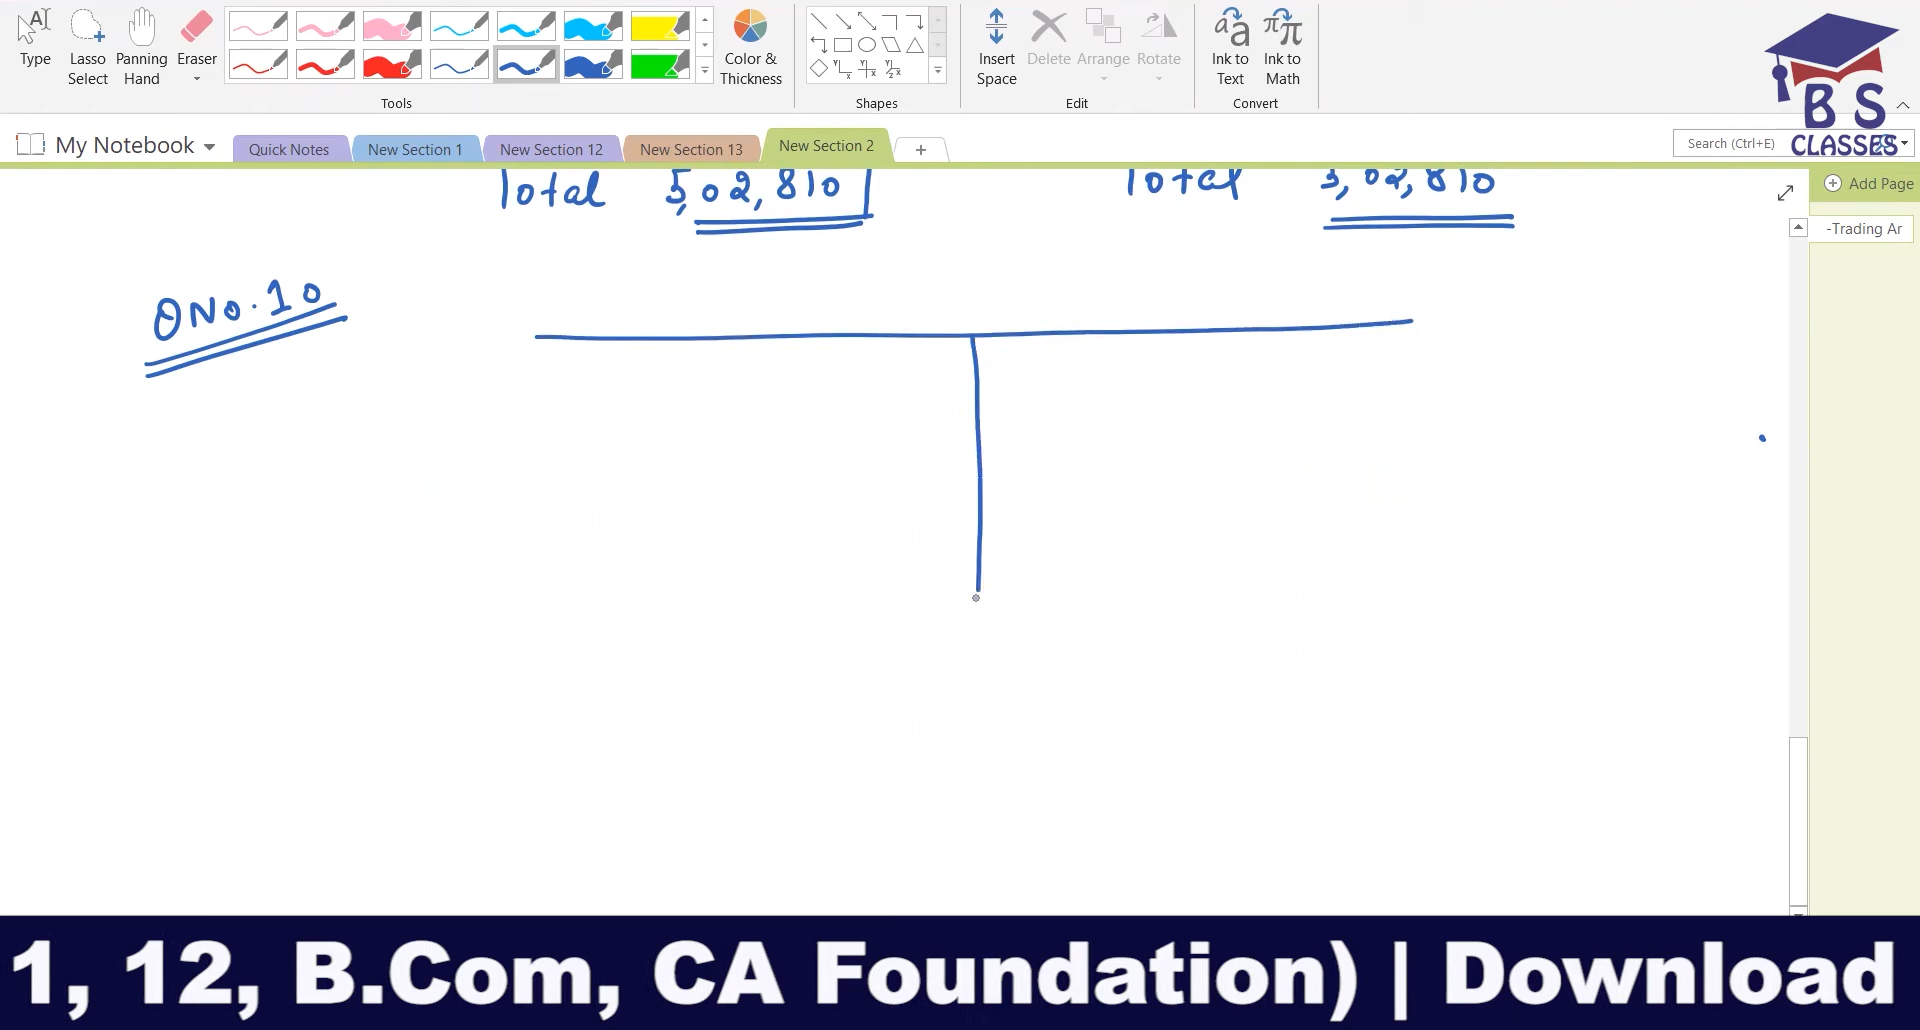 Type
Lasso Select
Panning Hand
Eraser
Color & Thickness
Insert Space
Delete
Arrange
Rotate
Ink to Text
Ink to Math
Tools
Shapes
Edit
Convert
B S
CLASSES
My Notebook
Quick Notes
New Section 1
New Section 12
New Section 13
New Section 2
Search (Ctrl+E)
Add Page
-Trading Ar
Total 5,02,810
Total 5,02,810
QNo.10
1, 12, B.Com, CA Foundation) | Download